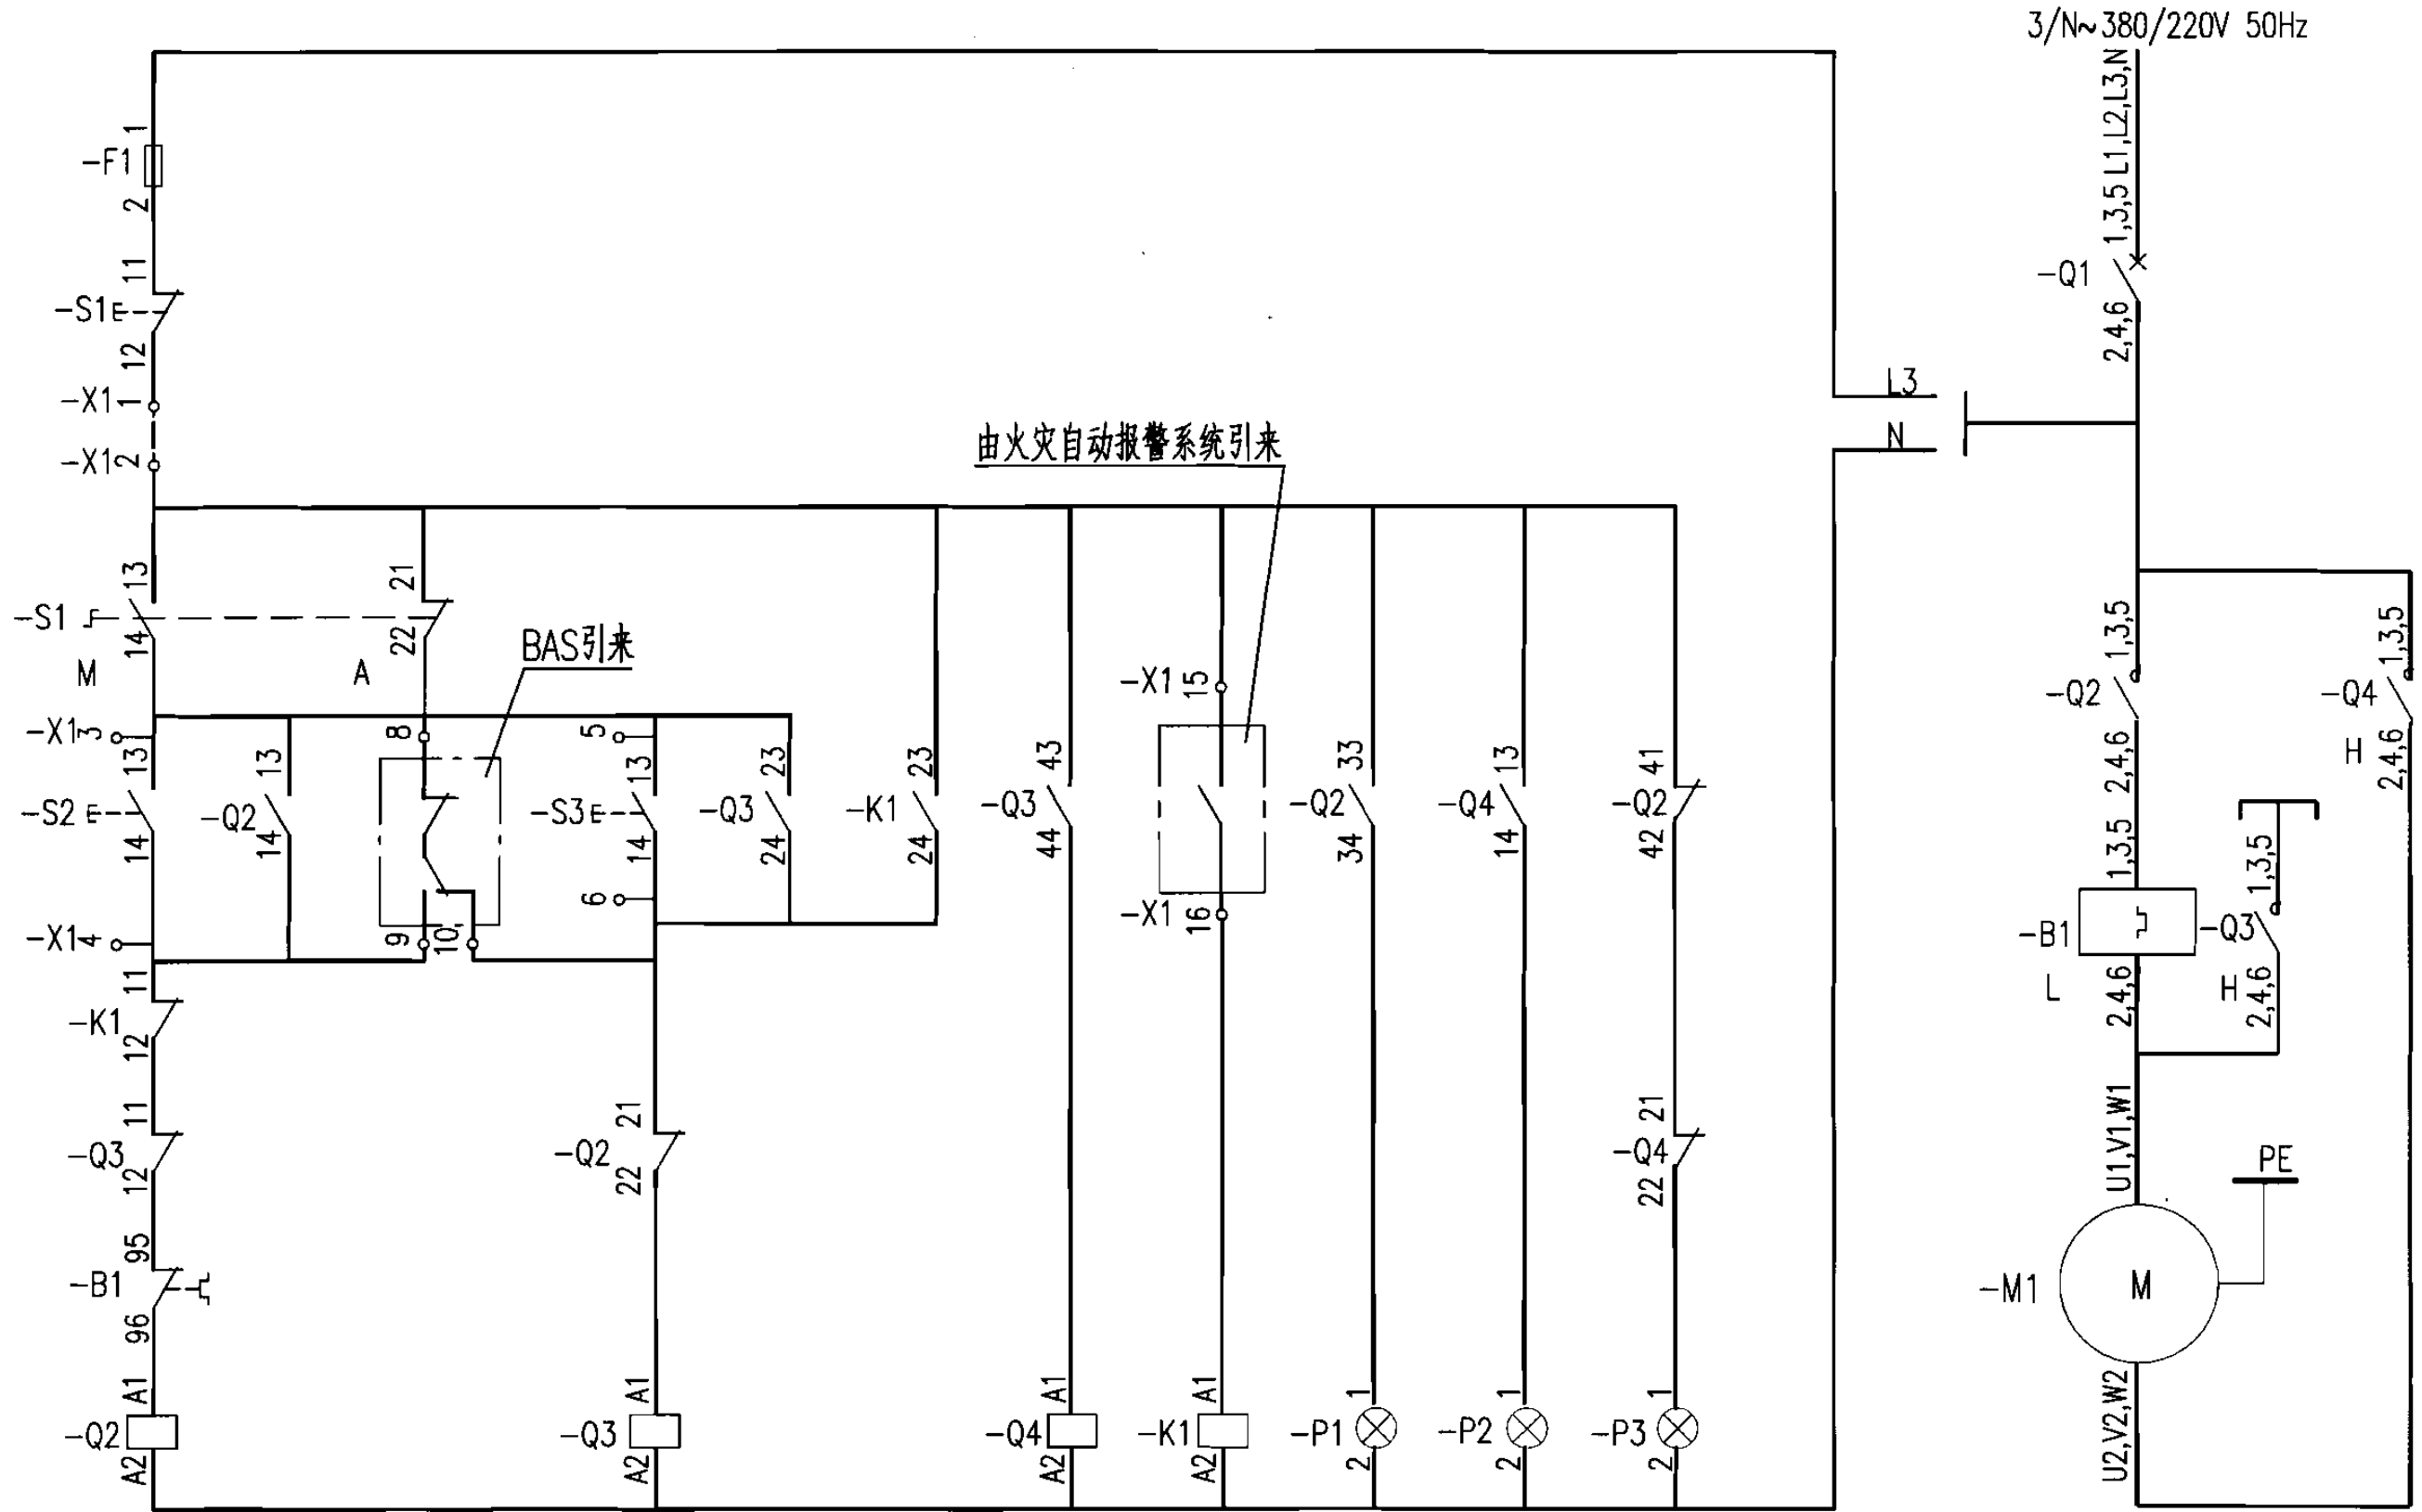 3/N~380/220V 50Hz
1,3,5 L1,L2,L3,N
-Q1
2,4,6
1
-F1
2
11
-S1
12
-X1 1
-X1 2
L3
N
由火灾自动报警系统引来
13
-S1
14
M
21
22
A
BAS引来
-X1 3
13
-S2
14
-X1 4
13
-Q2
14
8
9
10
5
13
-S3
14
6
23
-Q3
24
23
-K1
24
43
-Q3
44
-X1 15
-X1 16
33
-Q2
34
13
-Q4
14
41
-Q2
42
11
-K1
12
11
-Q3
12
95
-B1
96
21
-Q2
22
21
-Q4
22
A1
-Q2
A2
A1
-Q3
A2
A1
-Q4
A2
A1
-K1
A2
1
-P1
2
1
-P2
2
1
-P3
2
1,3,5
-Q2
2,4,6
1,3,5
-Q4
H
2,4,6
1,3,5
-B1
L
2,4,6
1,3,5
-Q3
H
2,4,6
U1,V1,W1
PE
-M1
M
U2,V2,W2